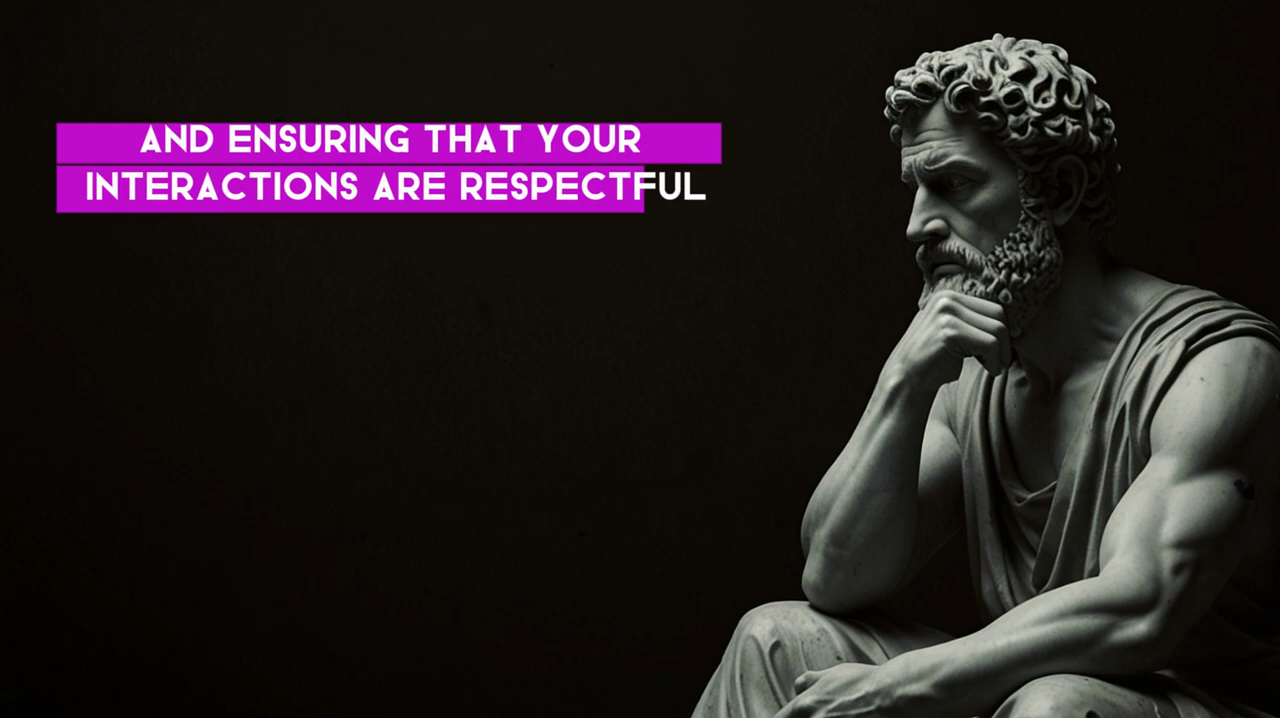 AND ENSURING THAT YOUR
INTERACTIONS ARE RESPECTFUL